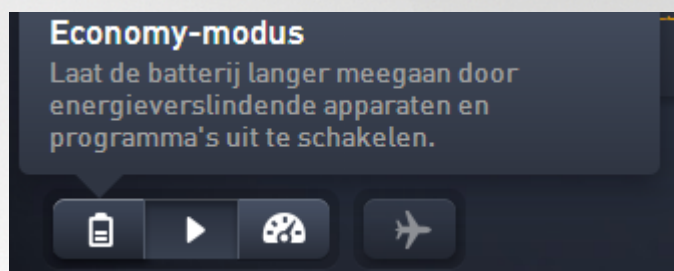 Economy-modus
Laat de batterij langer meegaan door
energieverslindende apparaten en
programma's uit te schakelen.